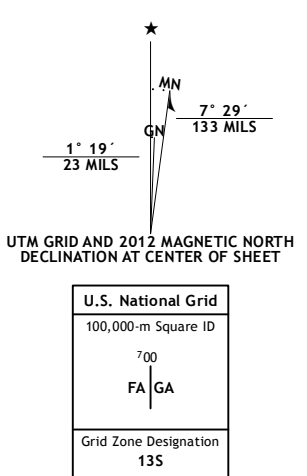 ★
MN
GN
7° 29´
133 MILS
1° 19´
23 MILS
UTM GRID AND 2012 MAGNETIC NORTH
DECLINATION AT CENTER OF SHEET
U.S. National Grid
100,000-m Square ID
⁷00
FA GA
Grid Zone Designation
13S